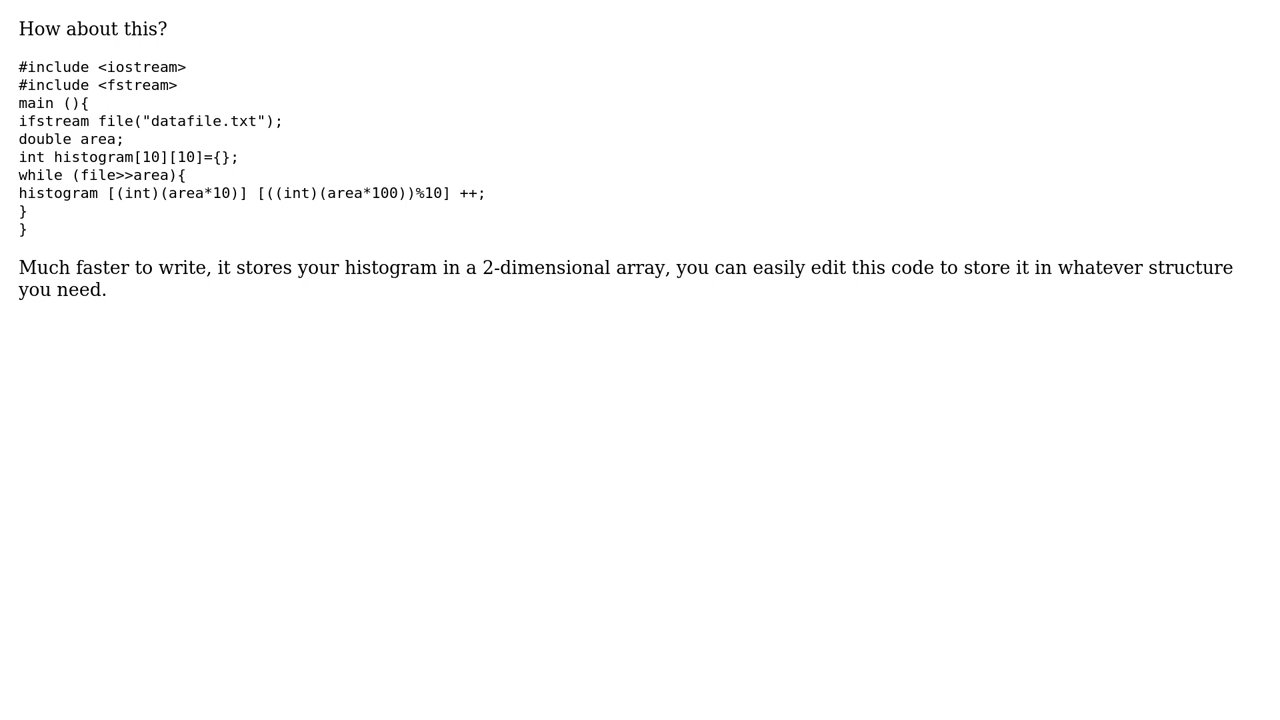 How about this?
#include <iostream>
#include <fstream>
main (){
ifstream file("datafile.txt");
double area;
int histogram[10][10]={};
while (file>>area){
histogram [(int)(area*10)] [((int)(area*100))%10] ++;
}
}
Much faster to write, it stores your histogram in a 2-dimensional array, you can easily edit this code to store it in whatever structure
you need.